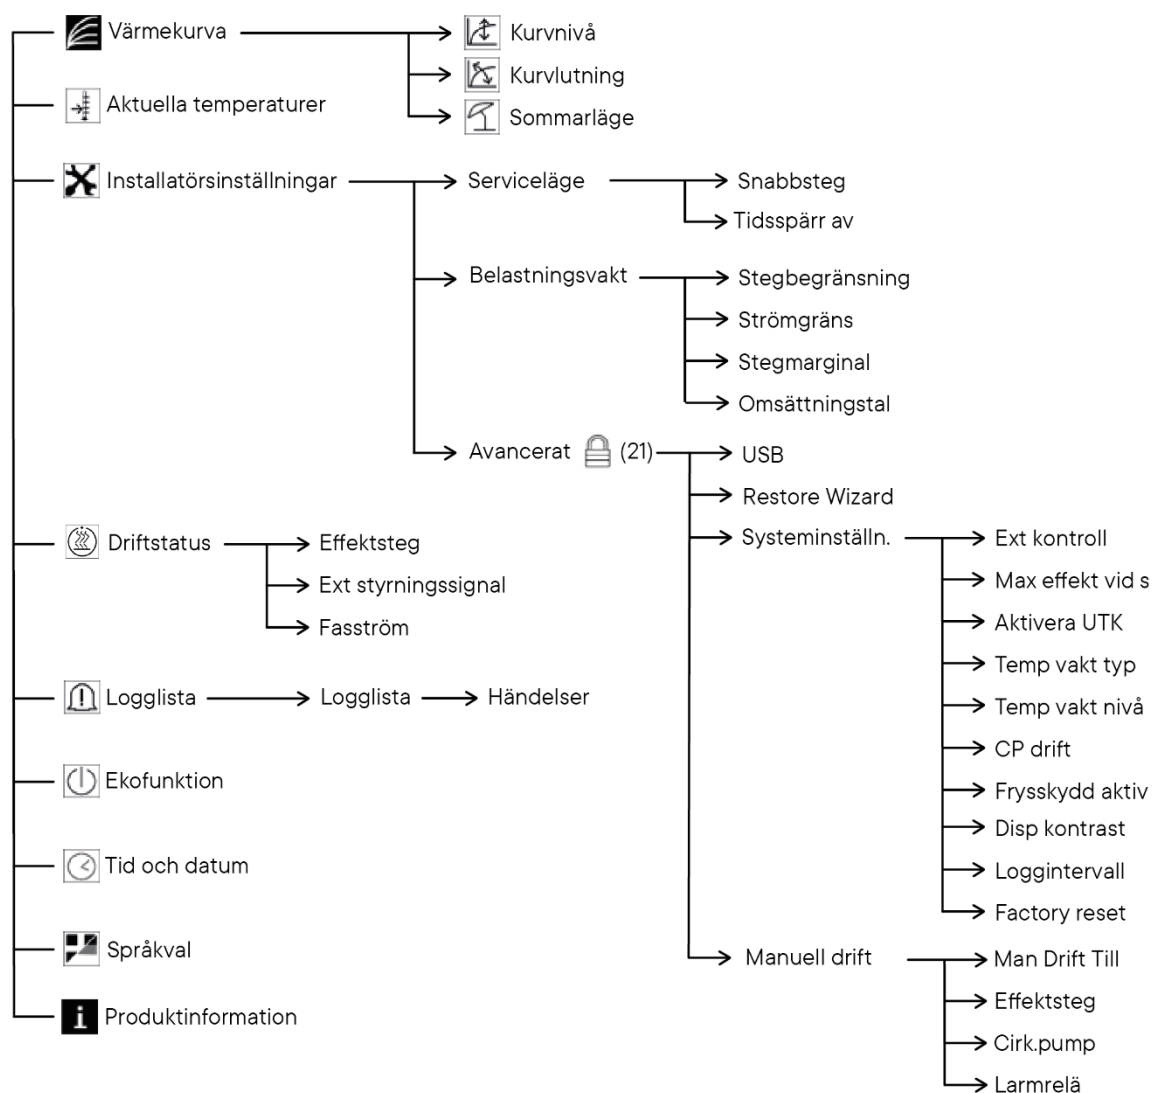 Värmekurva
Kurvnivå
Kurvlutning
Sommarläge
Aktuella temperaturer
Installatörsinställningar
Serviceläge
Snabbsteg
Tidsspärr av
Belastningsvakt
Stegbegränsning
Strömgräns
Stegmarginal
Omsättningstal
Avancerat (21)
USB
Restore Wizard
Systeminställn.
Ext kontroll
Max effekt vid s
Aktivera UTK
Temp vakt typ
Temp vakt nivå
CP drift
Frysskydd aktiv
Disp kontrast
Loggintervall
Factory reset
Manuell drift
Man Drift Till
Effektsteg
Cirk.pump
Larmrelä
Driftstatus
Effektsteg
Ext styrningssignal
Fasström
Logglista
Logglista
Händelser
Ekofunktion
Tid och datum
Språkval
Produktinformation